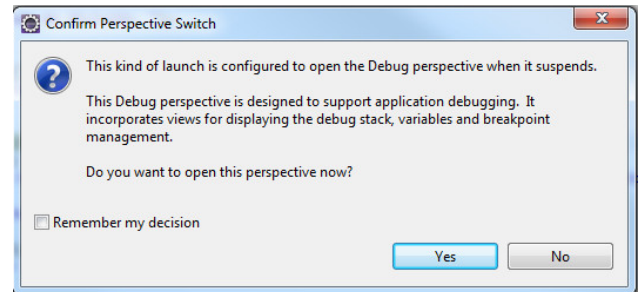 Confirm Perspective Switch
This kind of launch is configured to open the Debug perspective when it suspends.
This Debug perspective is designed to support application debugging. It
incorporates views for displaying the debug stack, variables and breakpoint
management.
Do you want to open this perspective now?
Remember my decision
Yes
No